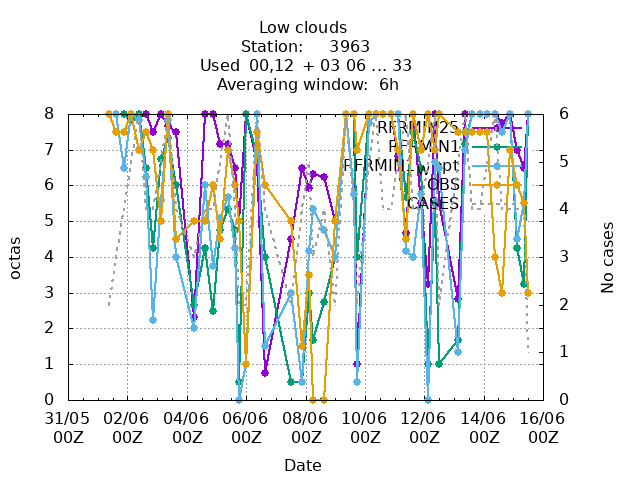 Low clouds
Station: 3963
Used 00,12 + 03 06 ... 33
Averaging window: 6h
8
7
6
5
4
3
2
1
0
octas
6
5
4
3
2
1
0
No cases
RFRMIN25
RFRMIN1
OBS
CASES
31/05 02/06 04/06 06/06 08/06 10/06 12/06 14/06 16/06
00Z 00Z 00Z 00Z 00Z 00Z 00Z 00Z 00Z
Date